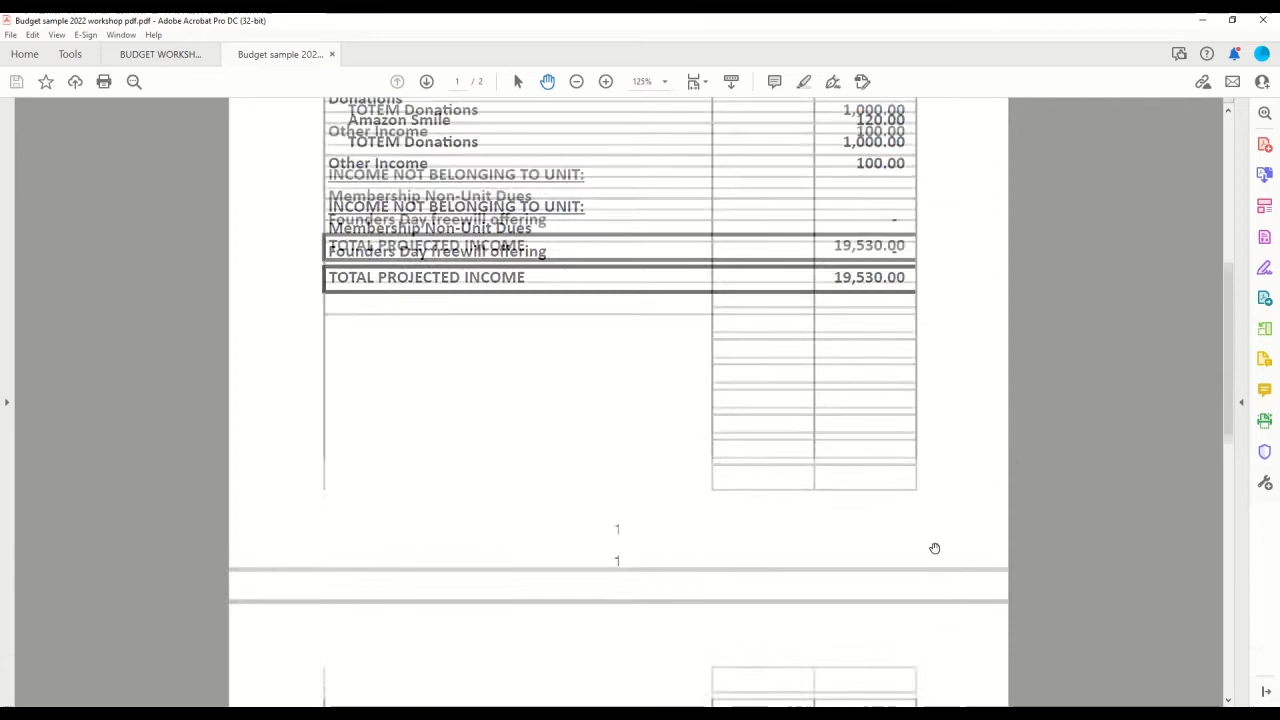 Budget sample 2022 workshop pdf.pdf - Adobe Acrobat Pro DC (32-bit)
File Edit View E-Sign Window Help
Home Tools BUDGET WORKSH... Budget sample 202... ×
1 / 2 125%
Donations
TOTEM Donations 1,000.00
Amazon Smile 120.00
Other Income 100.00
TOTEM Donations 1,000.00
Other Income 100.00
INCOME NOT BELONGING TO UNIT:
Membership Non-Unit Dues
INCOME NOT BELONGING TO UNIT:
Founders Day freewill offering -
Membership Non-Unit Dues
TOTAL PROJECTED INCOME 19,530.00
Founders Day freewill offering -
TOTAL PROJECTED INCOME 19,530.00
1
1